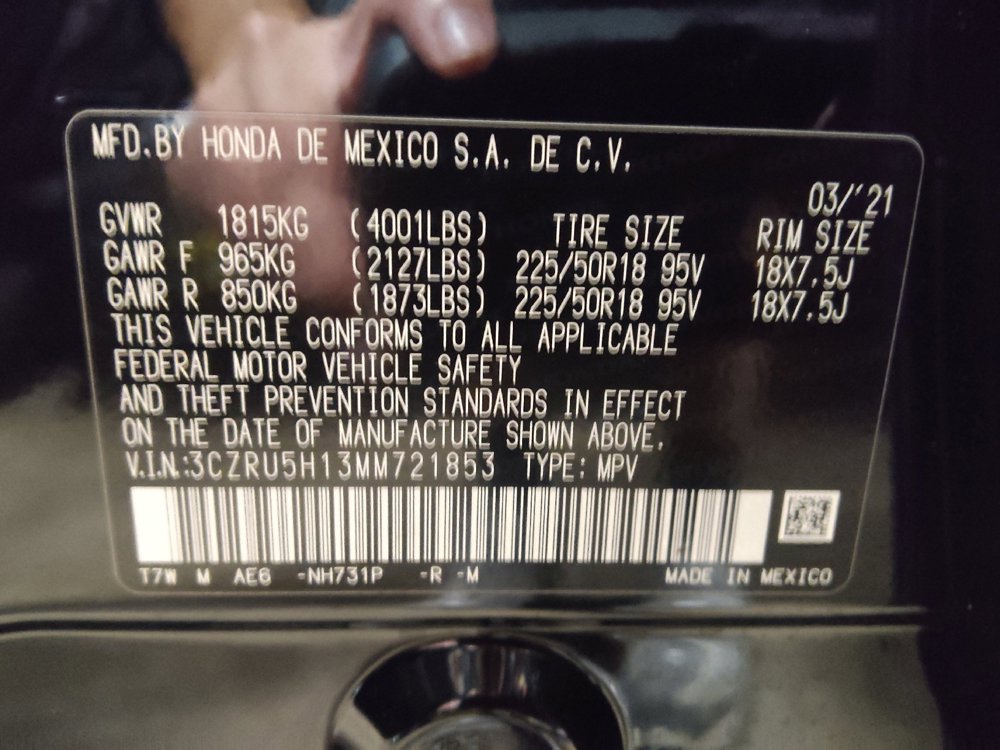 MFD.BY HONDA DE MEXICO S.A. DE C.V.
03/'21
GVWR 1815KG (4001LBS) TIRE SIZE RIM SIZE
GAWR F 965KG (2127LBS) 225/50R18 95V 18X7.5J
GAWR R 850KG (1873LBS) 225/50R18 95V 18X7.5J
THIS VEHICLE CONFORMS TO ALL APPLICABLE
FEDERAL MOTOR VEHICLE SAFETY
AND THEFT PREVENTION STANDARDS IN EFFECT
ON THE DATE OF MANUFACTURE SHOWN ABOVE.
V.I.N.:3CZRU5H13MM721853 TYPE: MPV
T7W M AE6 -NH731P -R -M MADE IN MEXICO